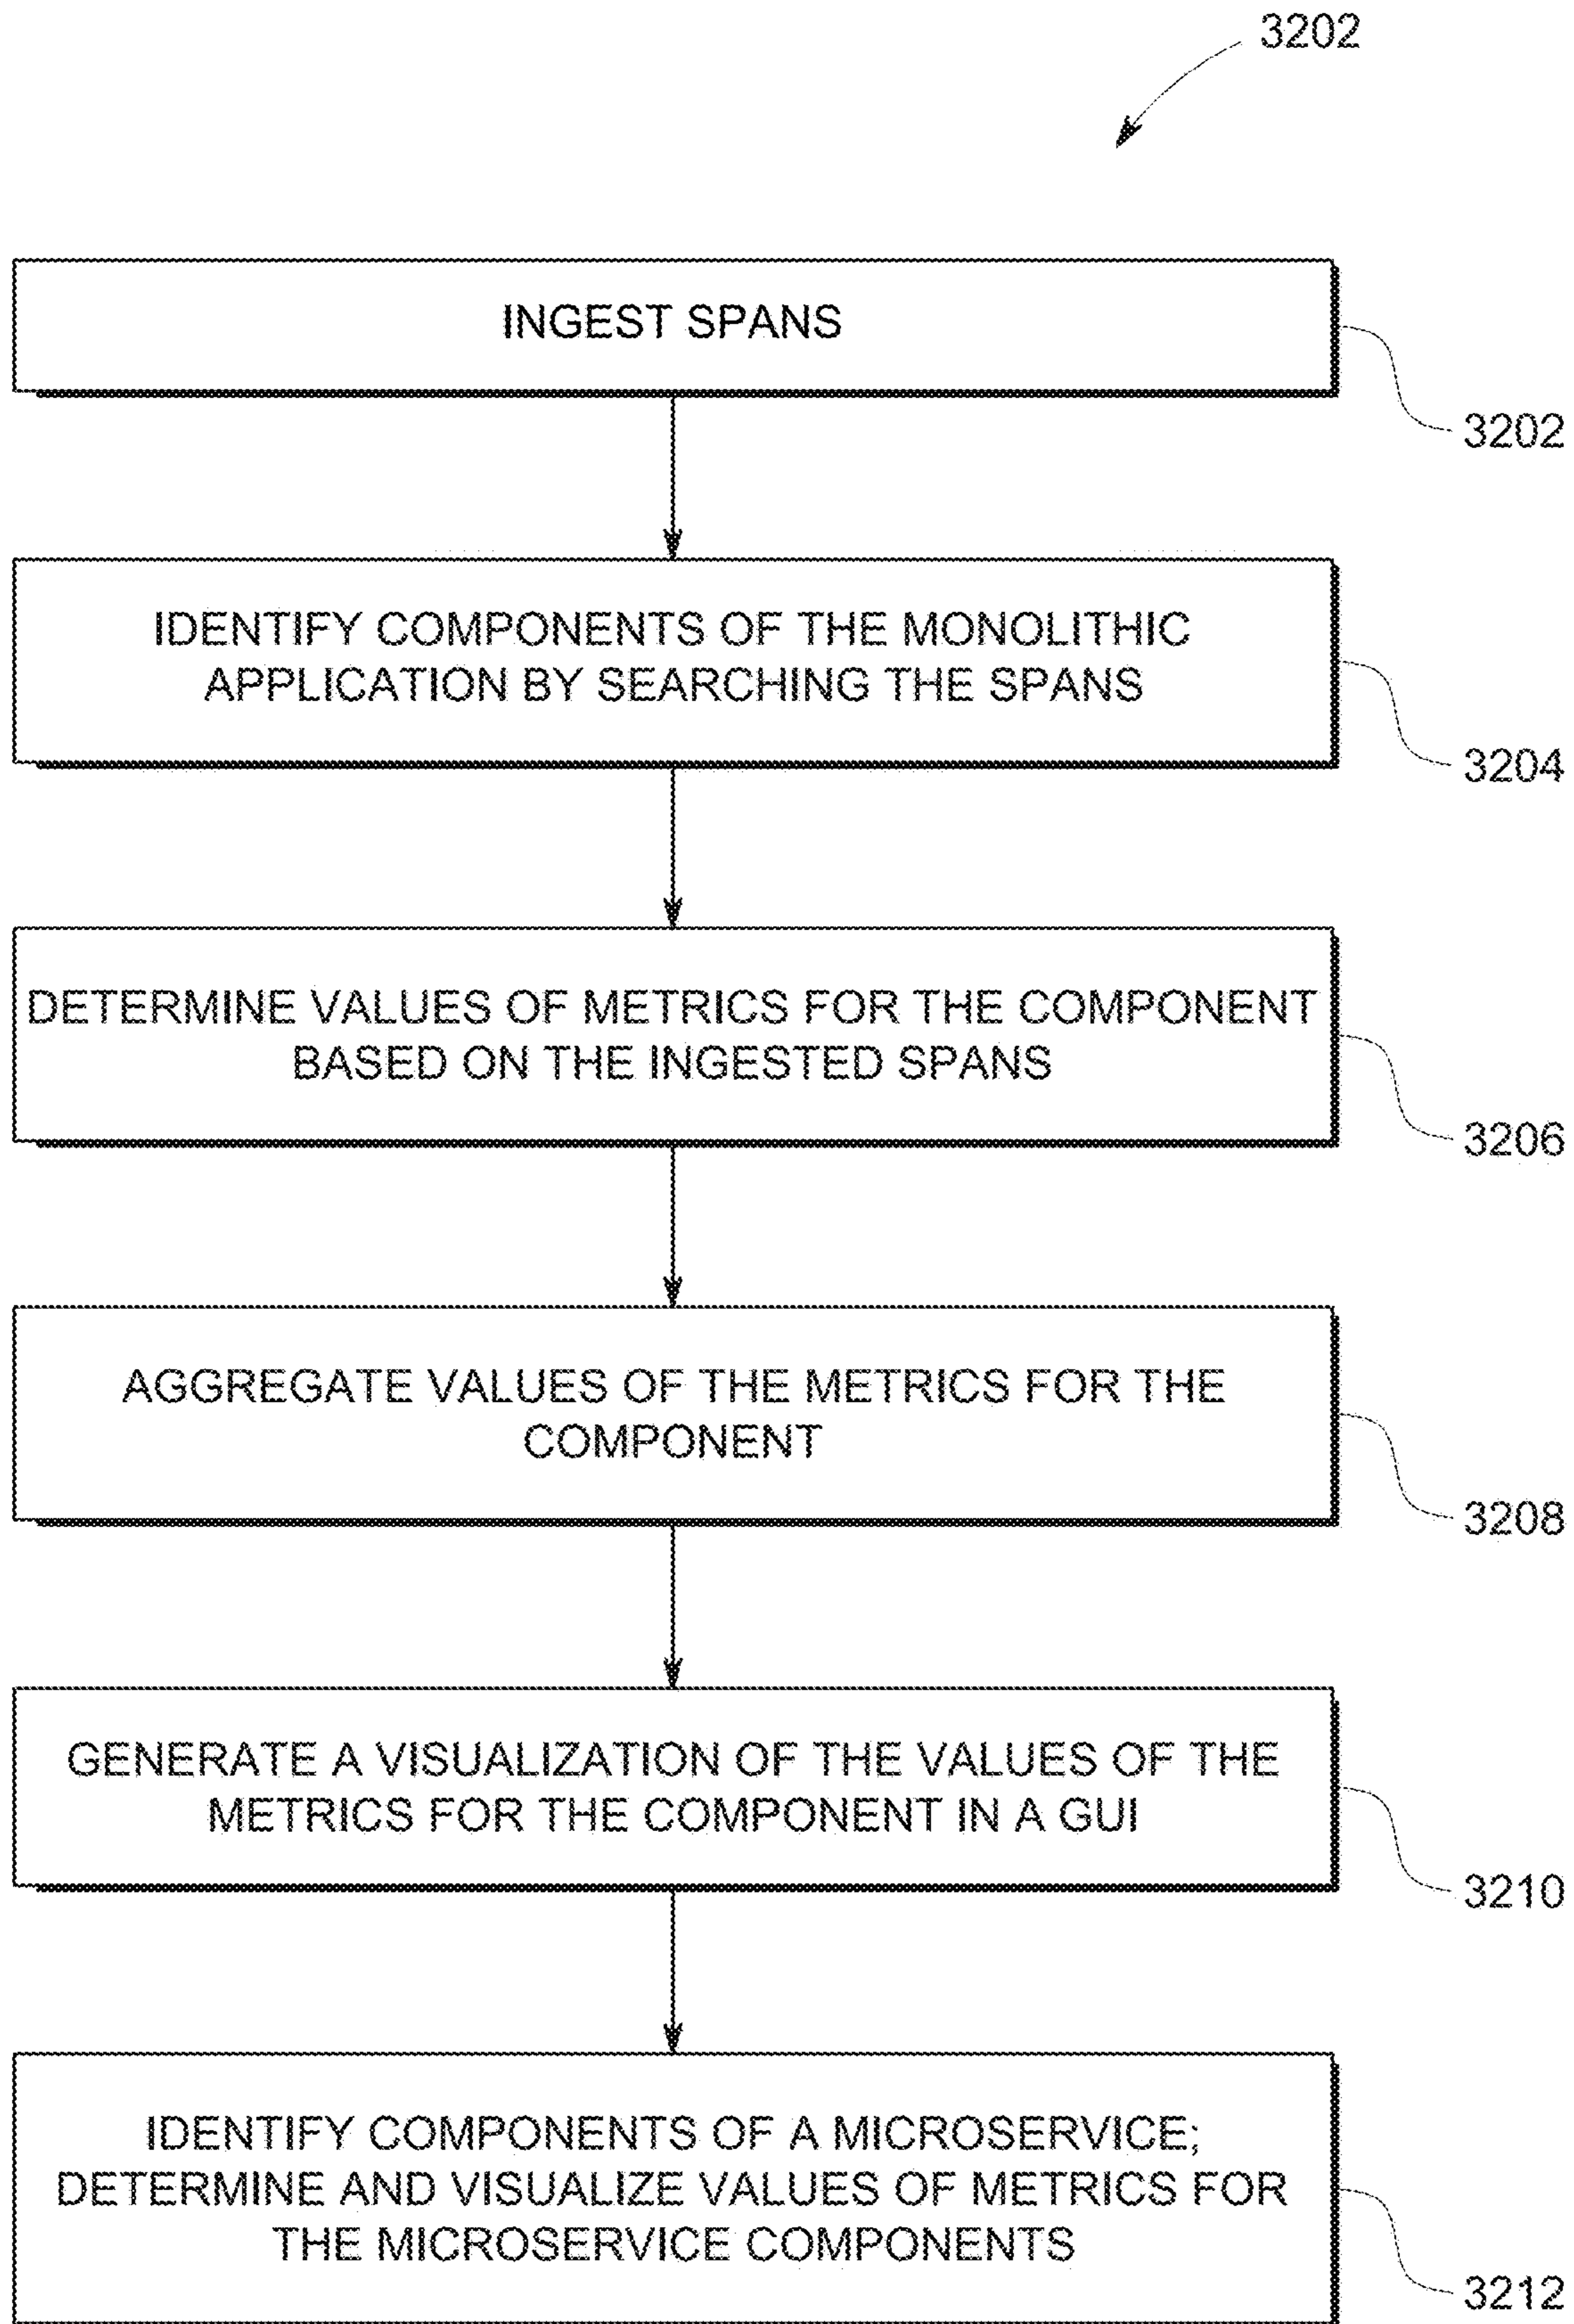 3202
INGEST SPANS
3202
IDENTIFY COMPONENTS OF THE MONOLITHIC
APPLICATION BY SEARCHING THE SPANS
3204
DETERMINE VALUES OF METRICS FOR THE COMPONENT
BASED ON THE INGESTED SPANS
3206
AGGREGATE VALUES OF THE METRICS FOR THE
COMPONENT
3208
GENERATE A VISUALIZATION OF THE VALUES OF THE
METRICS FOR THE COMPONENT IN A GUI
3210
IDENTIFY COMPONENTS OF A MICROSERVICE;
DETERMINE AND VISUALIZE VALUES OF METRICS FOR
THE MICROSERVICE COMPONENTS
3212